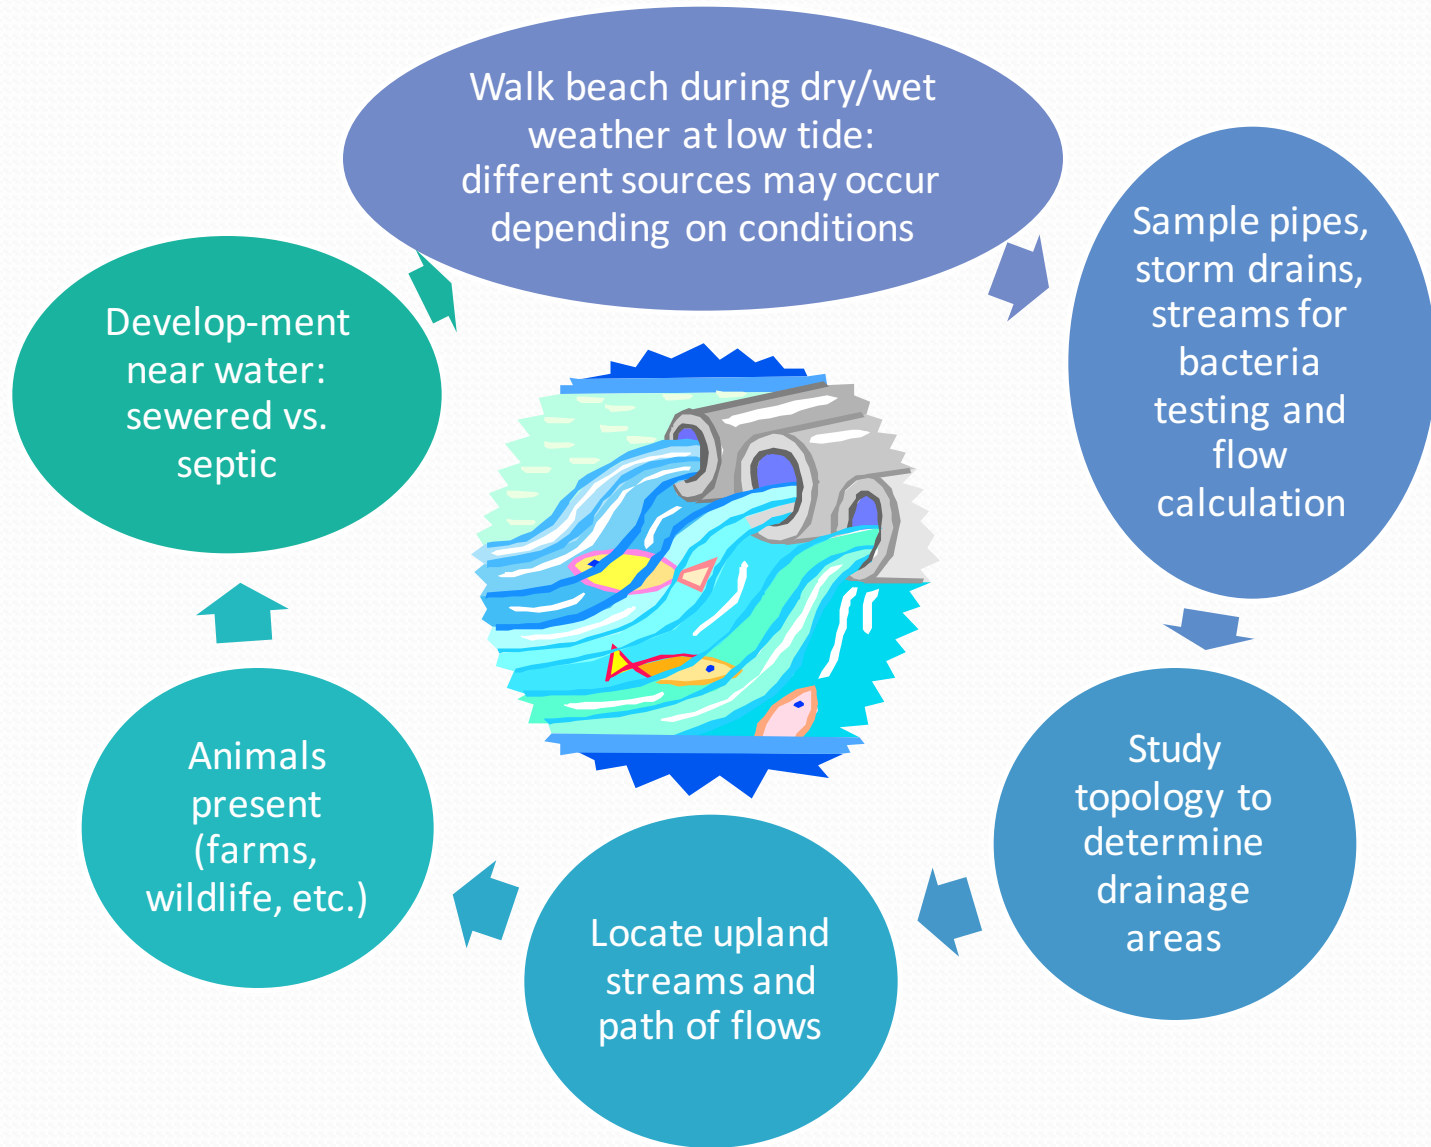 Walk beach during dry/wet
weather at low tide:
different sources may occur
depending on conditions
Sample pipes,
storm drains,
streams for
bacteria
testing and
flow
calculation
Study
topology to
determine
drainage
areas
Locate upland
streams and
path of flows
Animals
present
(farms,
wildlife, etc.)
Develop-ment
near water:
sewered vs.
septic